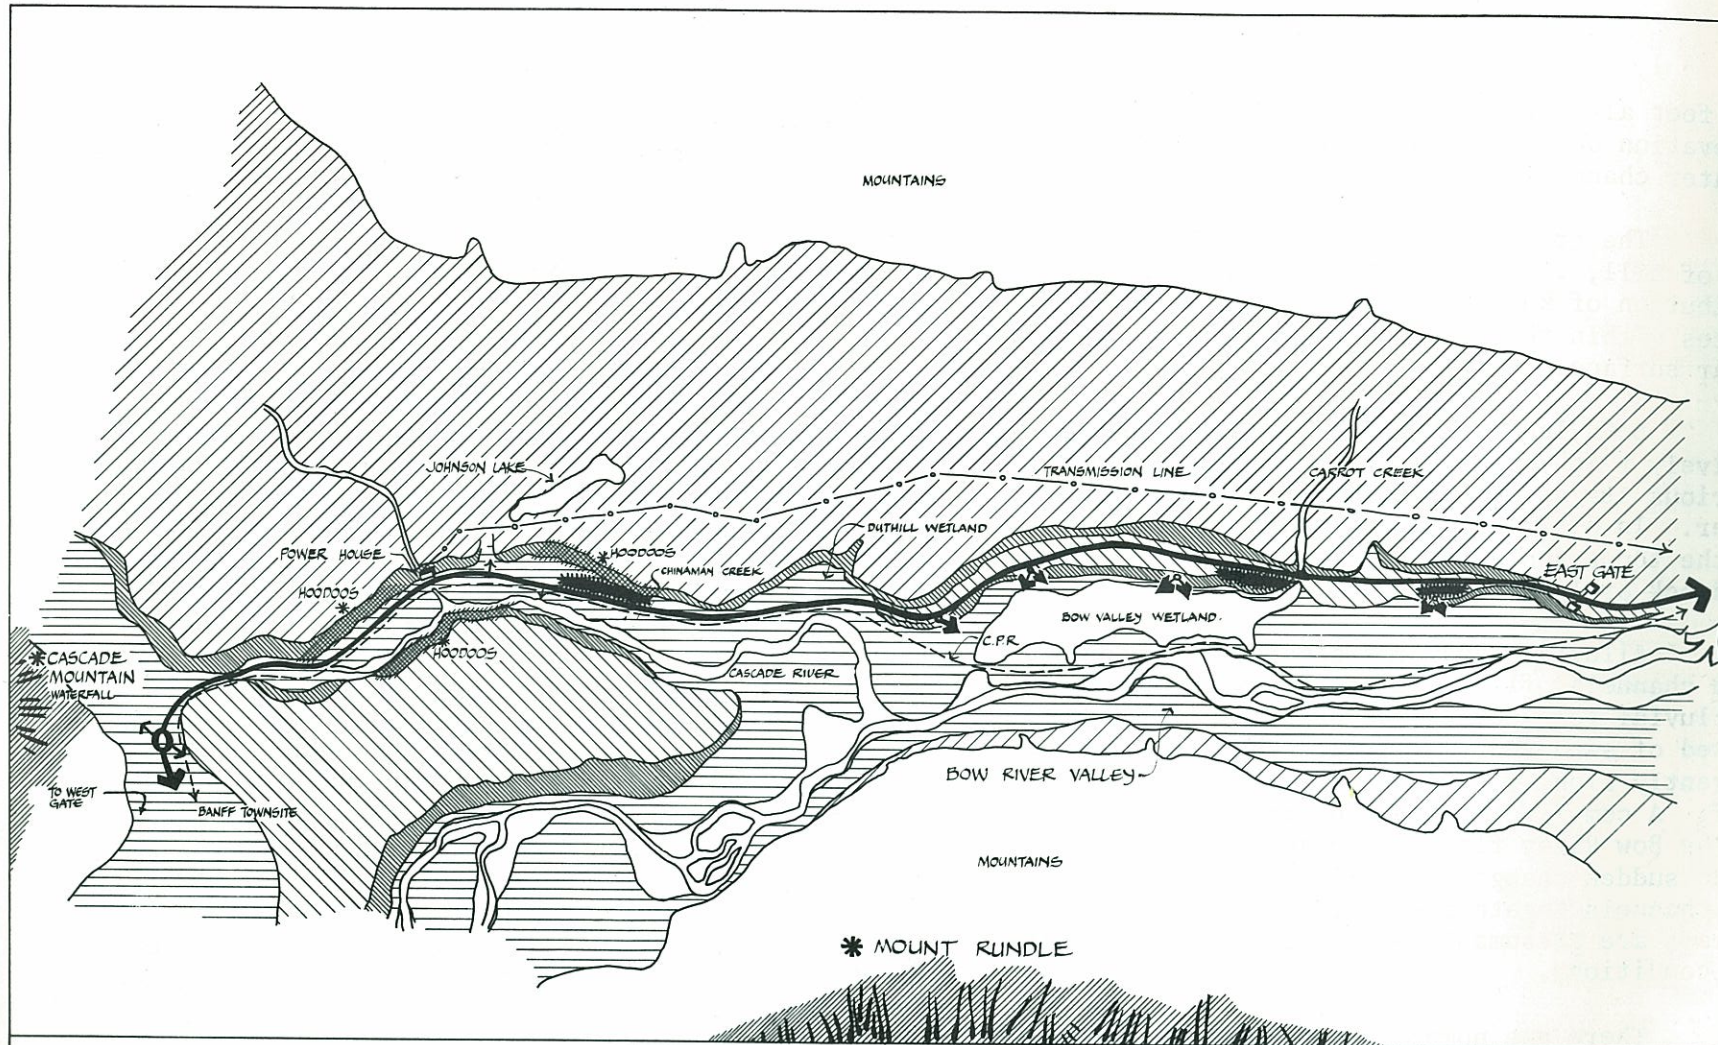 MOUNTAINS
JOHNSON LAKE
TRANSMISSION LINE
CARROT CREEK
DUTHILL WETLAND
POWER HOUSE
HOODOOS
CHINAMAN CREEK
HOODOOS
EAST GATE
BOW VALLEY WETLAND.
C.P.R.
HOODOOS
CASCADE
MOUNTAIN
WATERFALL
CASCADE RIVER
BOW RIVER VALLEY
TO WEST
GATE
BANFF TOWNSITE
MOUNTAINS
MOUNT RUNDLE